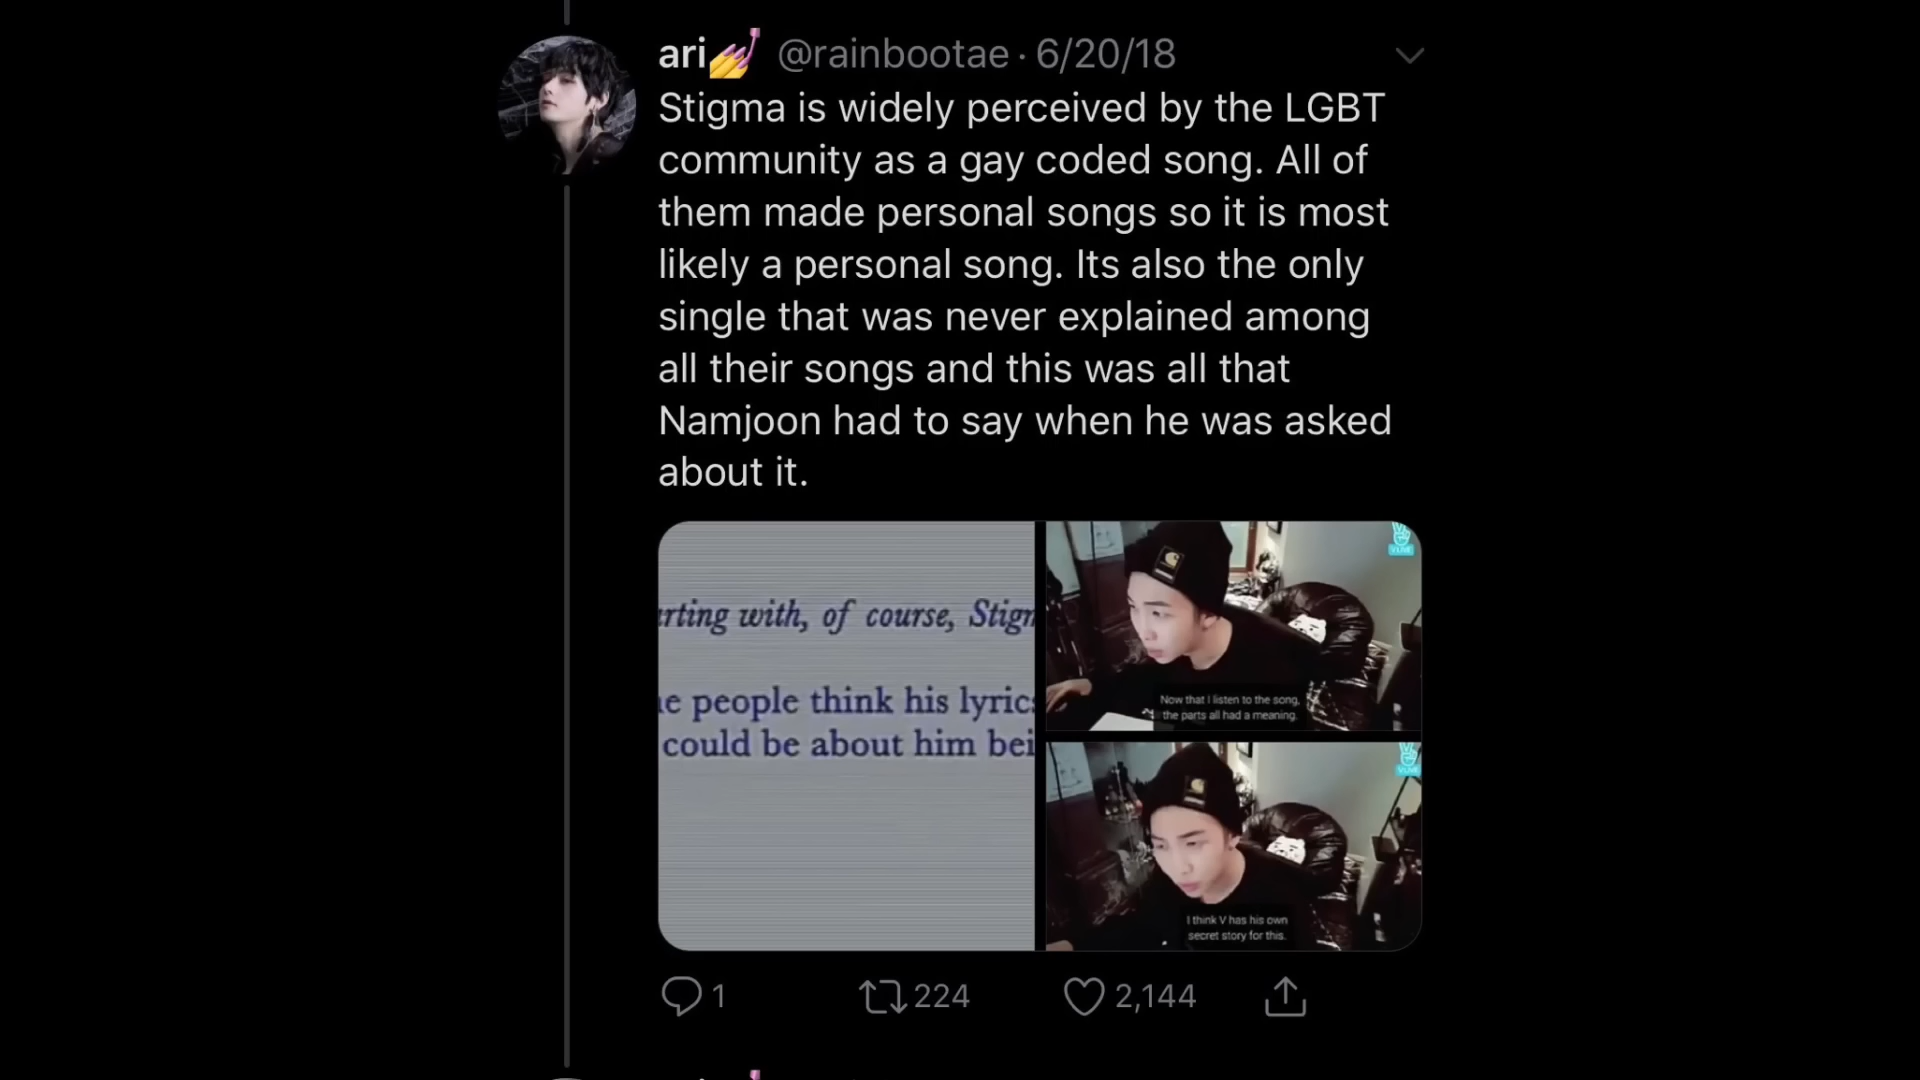 ari💅 @rainbootae · 6/20/18
Stigma is widely perceived by the LGBT
community as a gay coded song. All of
them made personal songs so it is most
likely a personal song. Its also the only
single that was never explained among
all their songs and this was all that
Namjoon had to say when he was asked
about it.
rting with, of course, Stigm
e people think his lyrics
could be about him bei
V LIVE
Now that I listen to the song,
the parts all had a meaning.
V LIVE
I think V has his own
secret story for this.
1 224 2,144